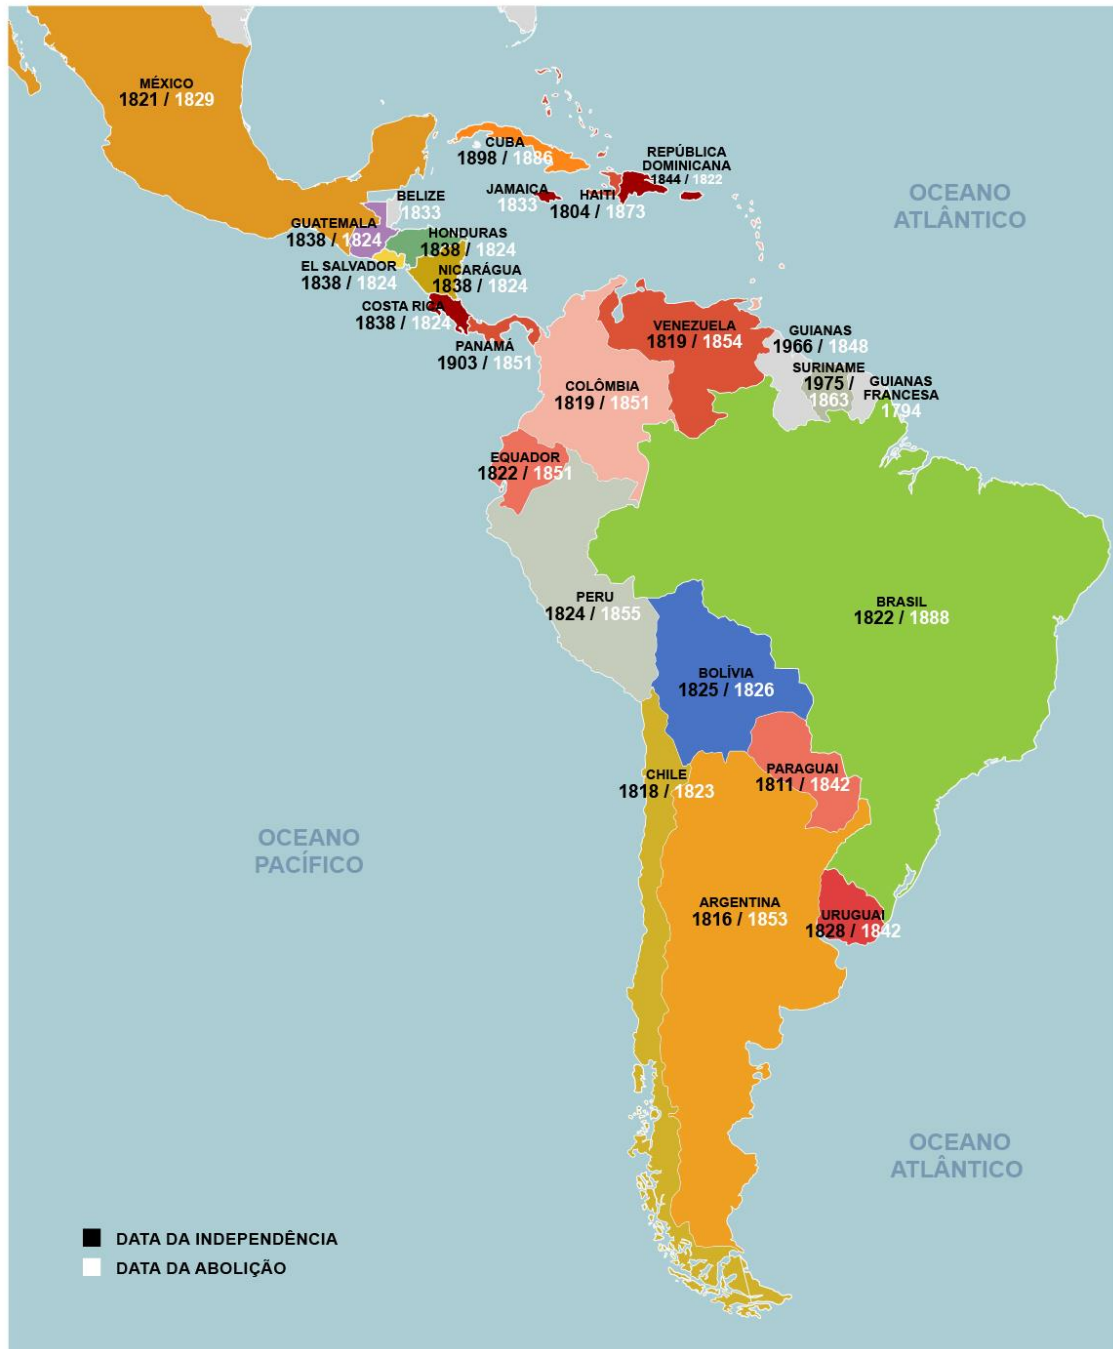 MÉXICO
1821 / 1829
CUBA
1898 / 1886
REPÚBLICA
DOMINICANA
1844 / 1822
JAMAICA
1833
HAITI
1804 / 1873
OCEANO
ATLÂNTICO
BELIZE
1833
GUATEMALA
1838 / 1824
HONDURAS
1838 / 1824
EL SALVADOR
1838 / 1824
NICARÁGUA
1838 / 1824
COSTA RICA
1838 / 1824
PANAMÁ
1903 / 1851
VENEZUELA
1819 / 1854
GUIANAS
1966 / 1848
SURINAME
1975 /
1863
GUIANAS
FRANCESA
1794
COLÔMBIA
1819 / 1851
EQUADOR
1822 / 1851
PERU
1824 / 1855
BRASIL
1822 / 1888
BOLÍVIA
1825 / 1826
PARAGUAI
1811 / 1842
CHILE
1818 / 1823
OCEANO
PACÍFICO
ARGENTINA
1816 / 1853
URUGUAI
1828 / 1842
OCEANO
ATLÂNTICO
DATA DA INDEPENDÊNCIA
DATA DA ABOLIÇÃO